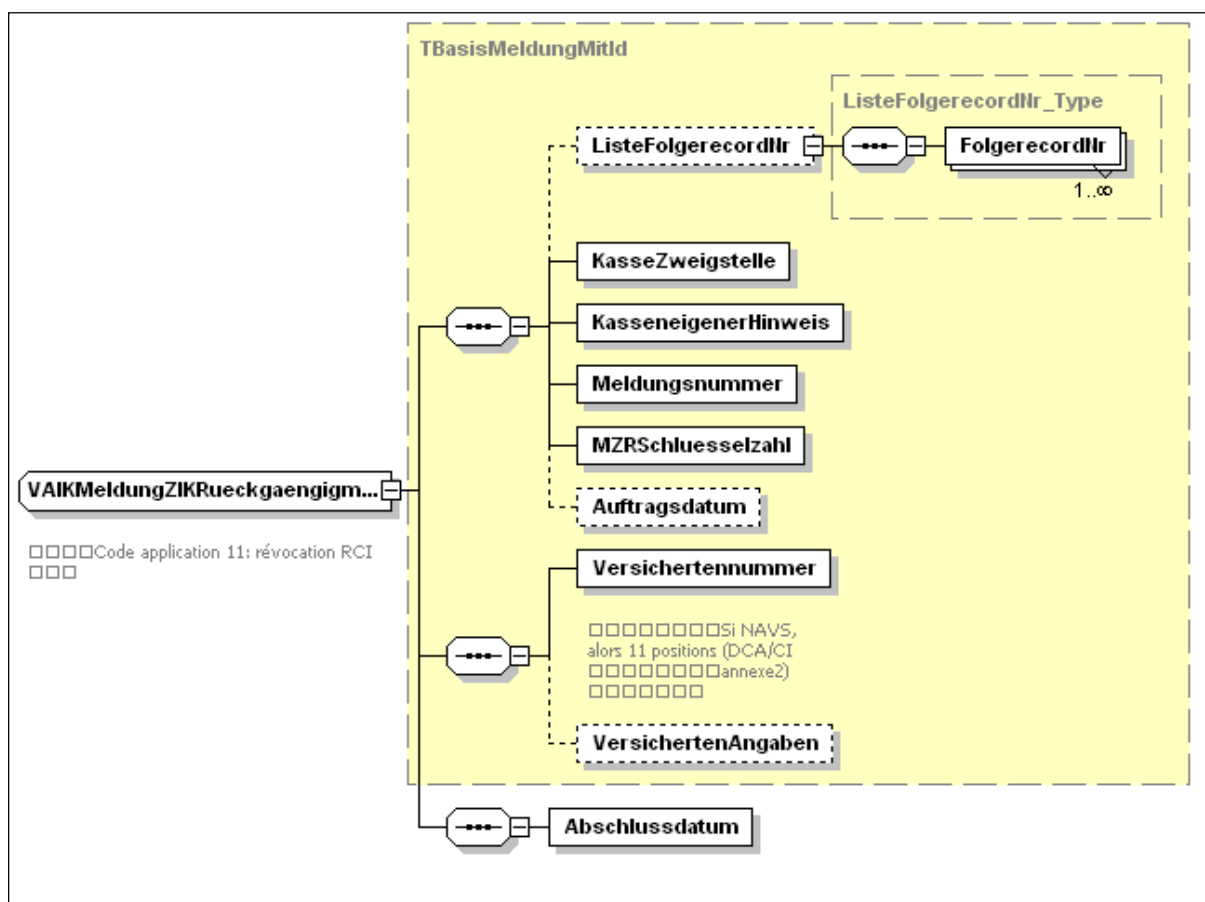 TBasisMeldungMitId
ListeFolgerecordNr_Type
ListeFolgerecordNr
FolgerecordNr
1..∞
KasseZweigstelle
KasseneigenerHinweis
Meldungsnummer
MZRSchluesselzahl
VAIKMeldungZIKRueckgaengigm...
Auftragsdatum
□□□□Code application 11: révocation RCI
□□□
Versichertennummer
□□□□□□□□Si NAVS,
alors 11 positions (DCA/CI
□□□□□□□□annexe2)
□□□□□□□
VersichertenAngaben
Abschlussdatum